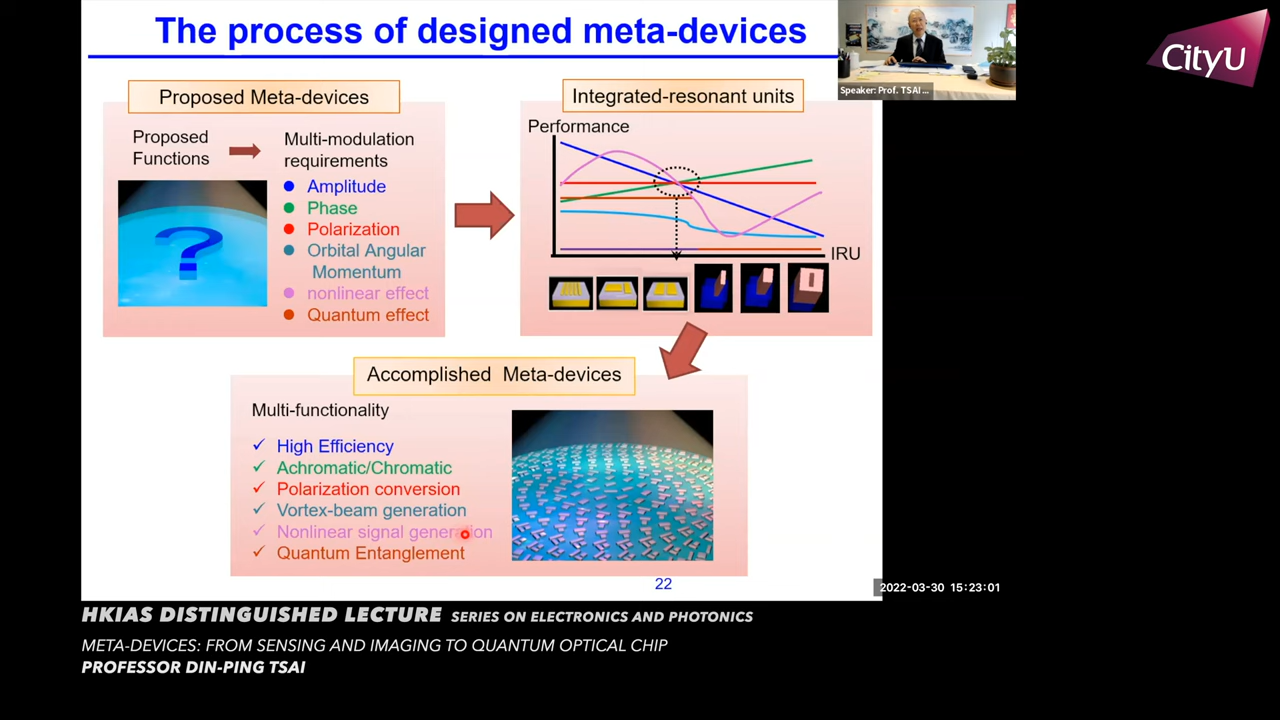 The process of designed meta-devices
CityU
Speaker: Prof. TSAI ...
Proposed Meta-devices
Proposed
Functions
Multi-modulation
requirements
Amplitude
Phase
Polarization
Orbital Angular
Momentum
nonlinear effect
Quantum effect
?
Integrated-resonant units
Performance
IRU
Accomplished Meta-devices
Multi-functionality
✓ High Efficiency
✓ Achromatic/Chromatic
✓ Polarization conversion
✓ Vortex-beam generation
✓ Nonlinear signal generation
✓ Quantum Entanglement
22
2022-03-30 15:23:01
HKIAS DISTINGUISHED LECTURE SERIES ON ELECTRONICS AND PHOTONICS
META-DEVICES: FROM SENSING AND IMAGING TO QUANTUM OPTICAL CHIP
PROFESSOR DIN-PING TSAI